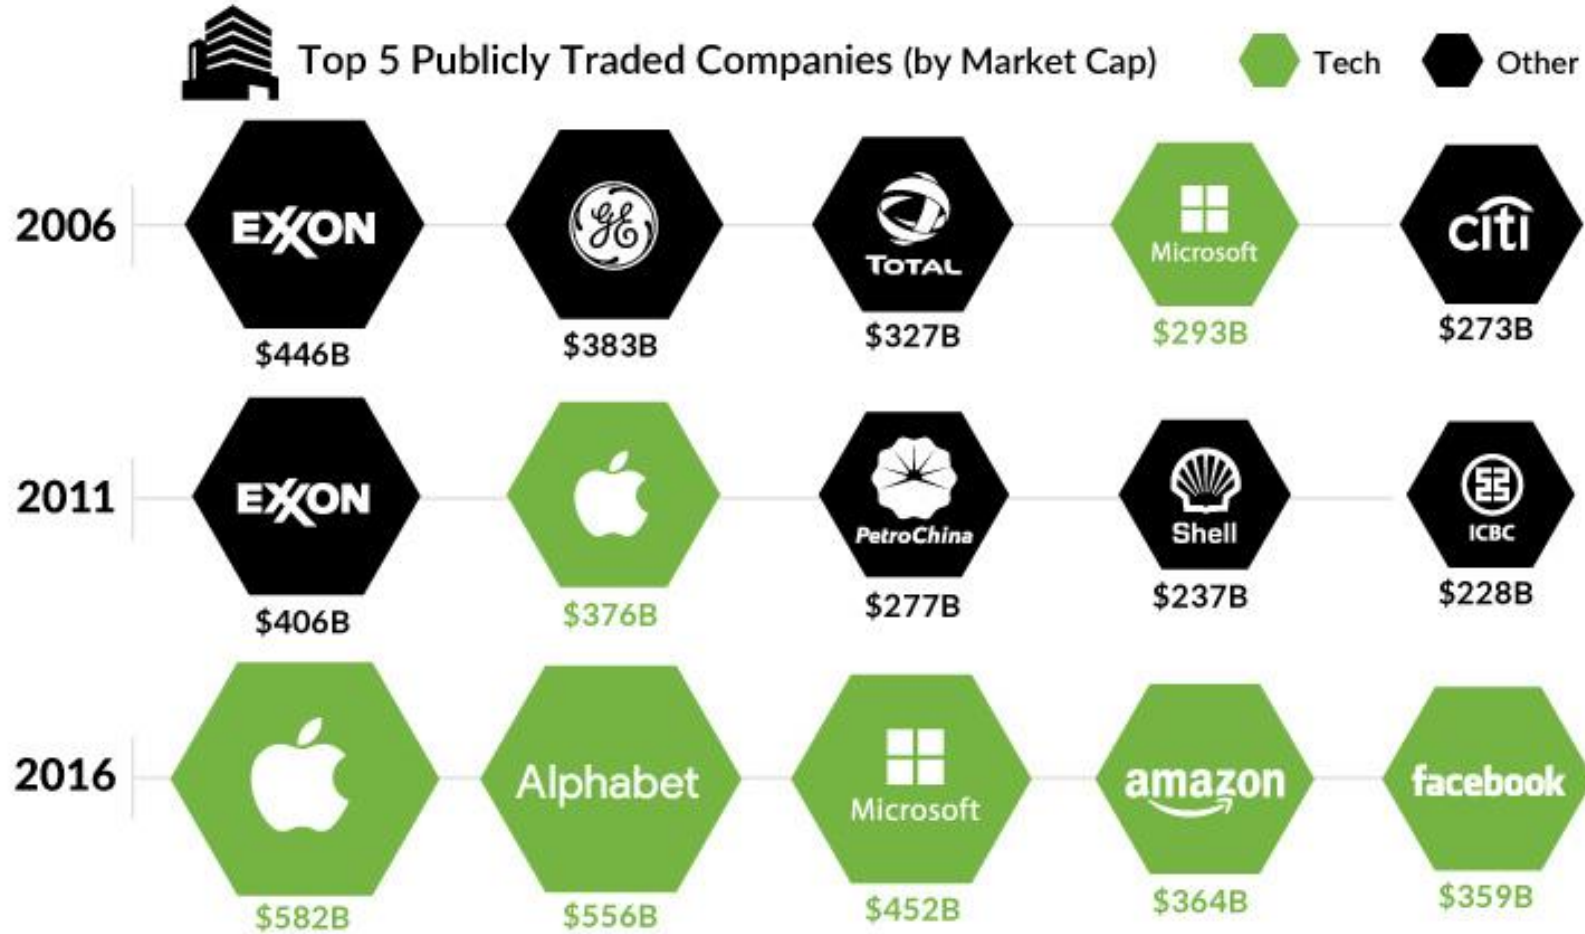 Top 5 Publicly Traded Companies (by Market Cap)
Tech
Other
2006
EXXON
GE
TOTAL
Microsoft
citi
$446B
$383B
$327B
$293B
$273B
2011
EXXON
PetroChina
Shell
ICBC
$406B
$376B
$277B
$237B
$228B
2016
Alphabet
Microsoft
amazon
facebook
$582B
$556B
$452B
$364B
$359B